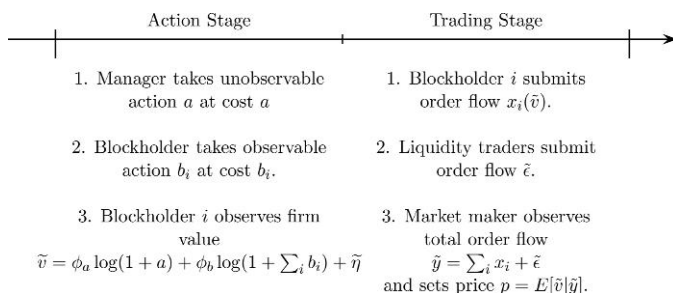 Action Stage
Trading Stage
1. Manager takes unobservable
action a at cost a
2. Blockholder takes observable
action b_i at cost b_i.
3. Blockholder i observes firm
value
ṽ = ϕ_a log(1 + a) + ϕ_b log(1 + ∑_i b_i) + η̃
1. Blockholder i submits
order flow x_i(ṽ).
2. Liquidity traders submit
order flow ϵ̃.
3. Market maker observes
total order flow
ỹ = ∑_i x_i + ϵ̃
and sets price p = E[ṽ|ỹ].